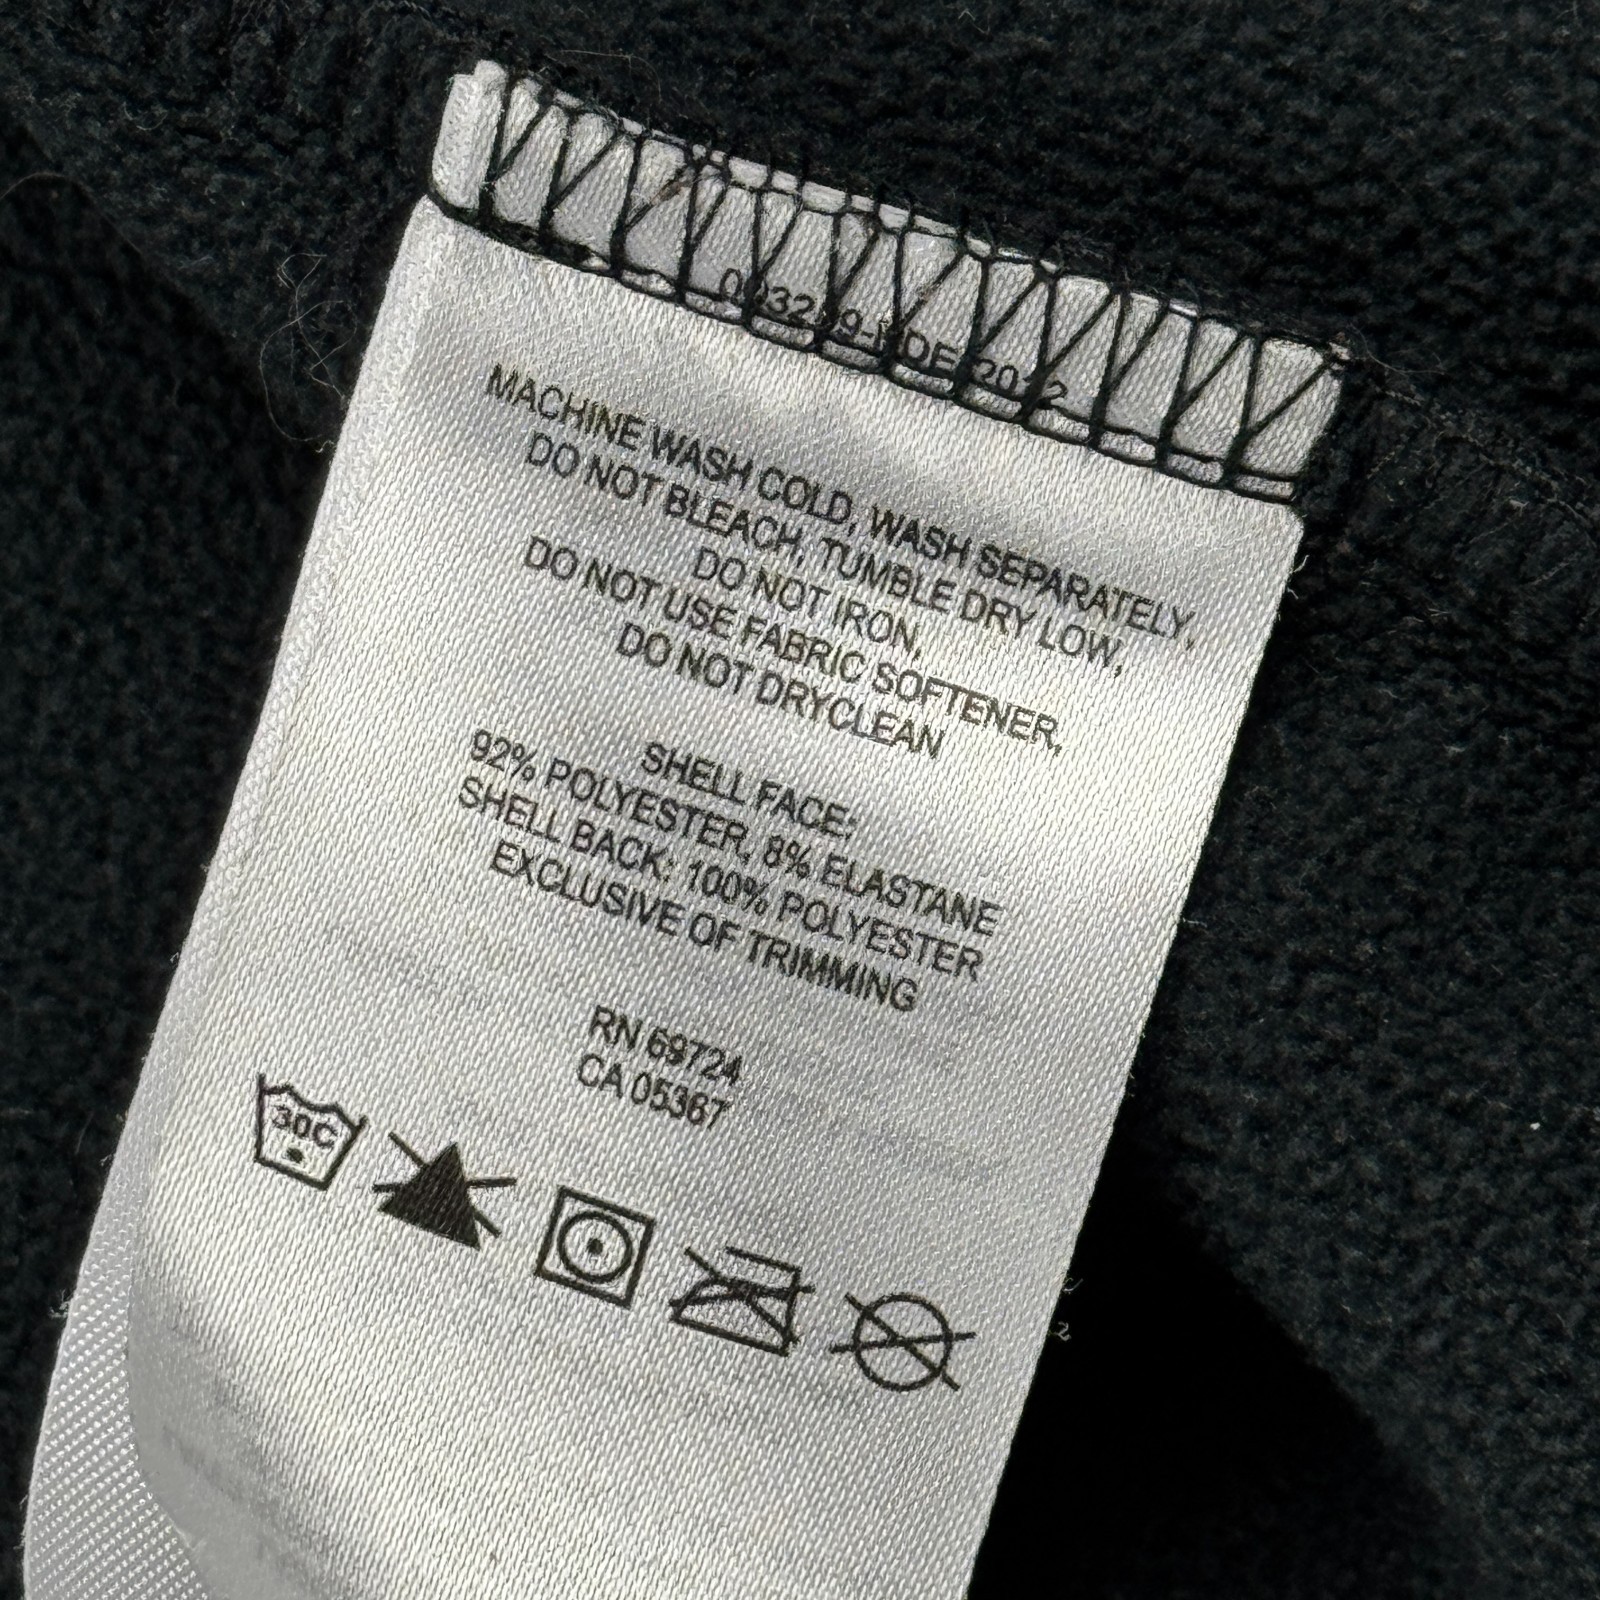 MACHINE WASH COLD, WASH SEPARATELY,
DO NOT BLEACH, TUMBLE DRY LOW,
DO NOT IRON,
DO NOT USE FABRIC SOFTENER,
DO NOT DRYCLEAN
SHELL FACE:
92% POLYESTER, 8% ELASTANE
SHELL BACK: 100% POLYESTER
EXCLUSIVE OF TRIMMING
RN 69724
CA 05367
30C